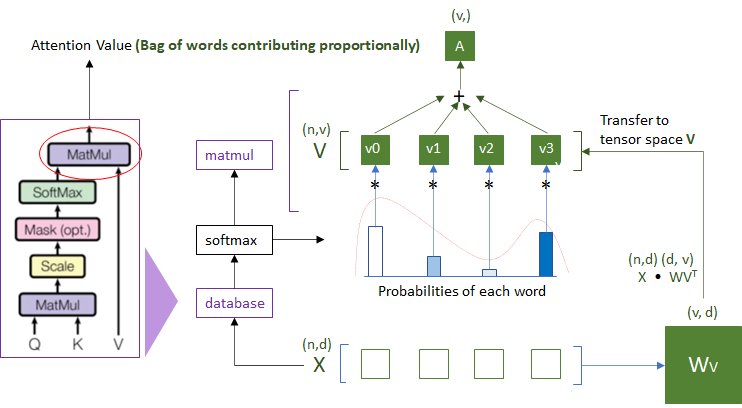 (v,)
Attention Value (Bag of words contributing proportionally)
A
+
(n,v)
V
v0
v1
v2
v3
Transfer to
tensor space V
* * * *
MatMul
SoftMax
Mask (opt.)
Scale
MatMul
Q K V
matmul
softmax
database
Probabilities of each word
(n,d) (d, v)
X • WVᵀ
(v, d)
(n,d)
X
Wv